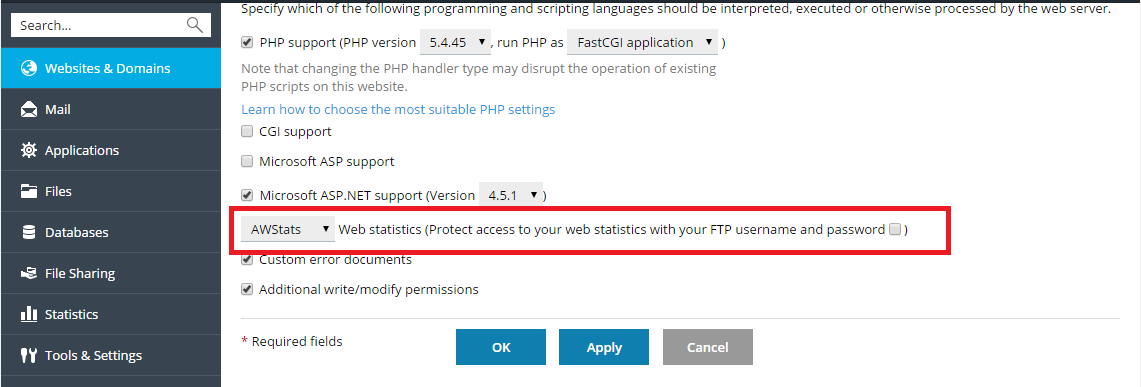 Specify which of the following programming and scripting languages should be interpreted, executed or otherwise processed by the web server.
Search...
PHP support (PHP version 5.4.45 , run PHP as FastCGI application )
Websites & Domains
Note that changing the PHP handler type may disrupt the operation of existing
PHP scripts on this website.
Mail
Learn how to choose the most suitable PHP settings
CGI support
Applications
Microsoft ASP support
Files
Microsoft ASP.NET support (Version 4.5.1 )
Databases
AWStats Web statistics (Protect access to your web statistics with your FTP username and password )
File Sharing
Custom error documents
Additional write/modify permissions
Statistics
* Required fields
OK
Apply
Cancel
Tools & Settings